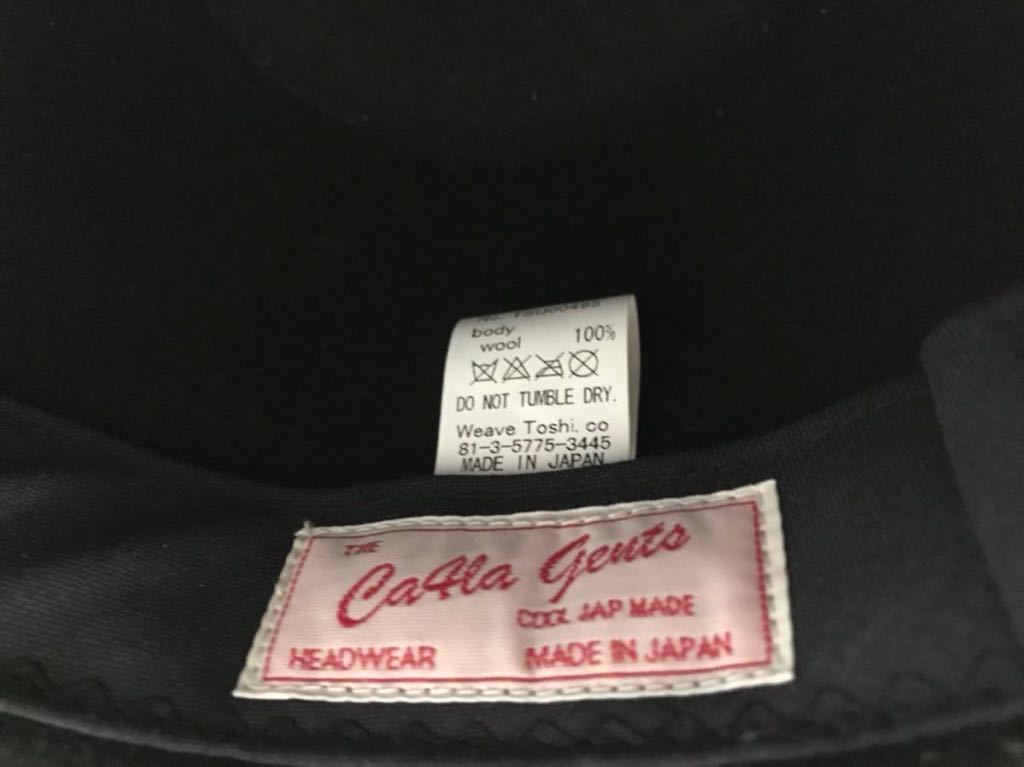 body
wool 100%
DO NOT TUMBLE DRY.
Weave Toshi. co
81-3-5775-3445
MADE IN JAPAN
THE
Ca4la Gents
COOL JAP MADE
HEADWEAR MADE IN JAPAN